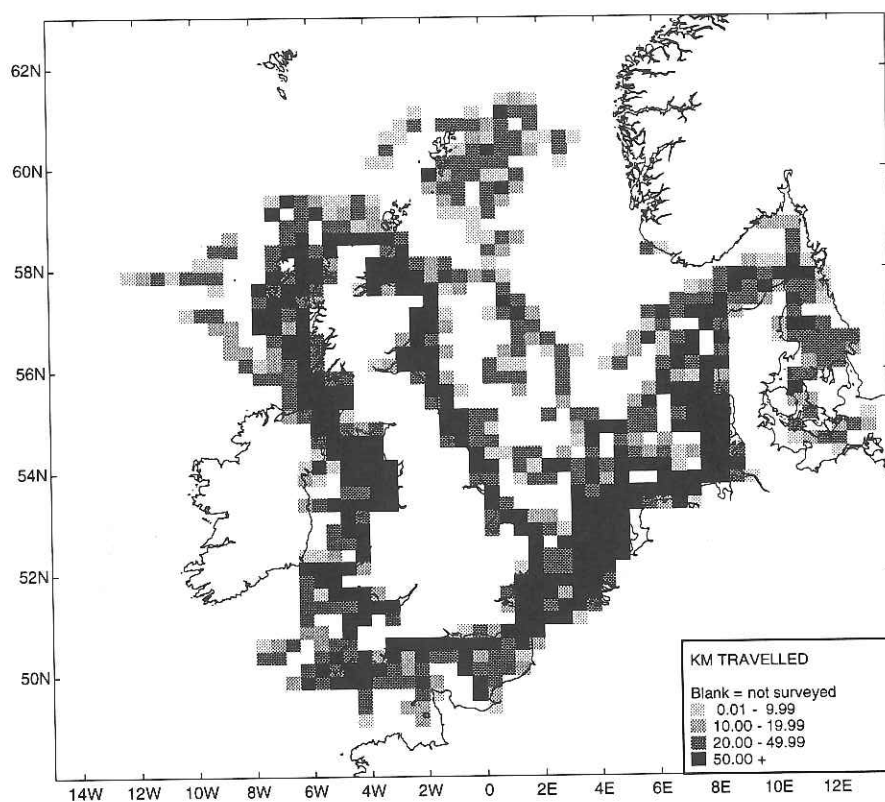 62N
60N
58N
56N
54N
52N
50N
KM TRAVELLED
Blank = not surveyed
0.01 - 9.99
10.00 - 19.99
20.00 - 49.99
50.00 +
14W 12W 10W 8W 6W 4W 2W 0 2E 4E 6E 8E 10E 12E